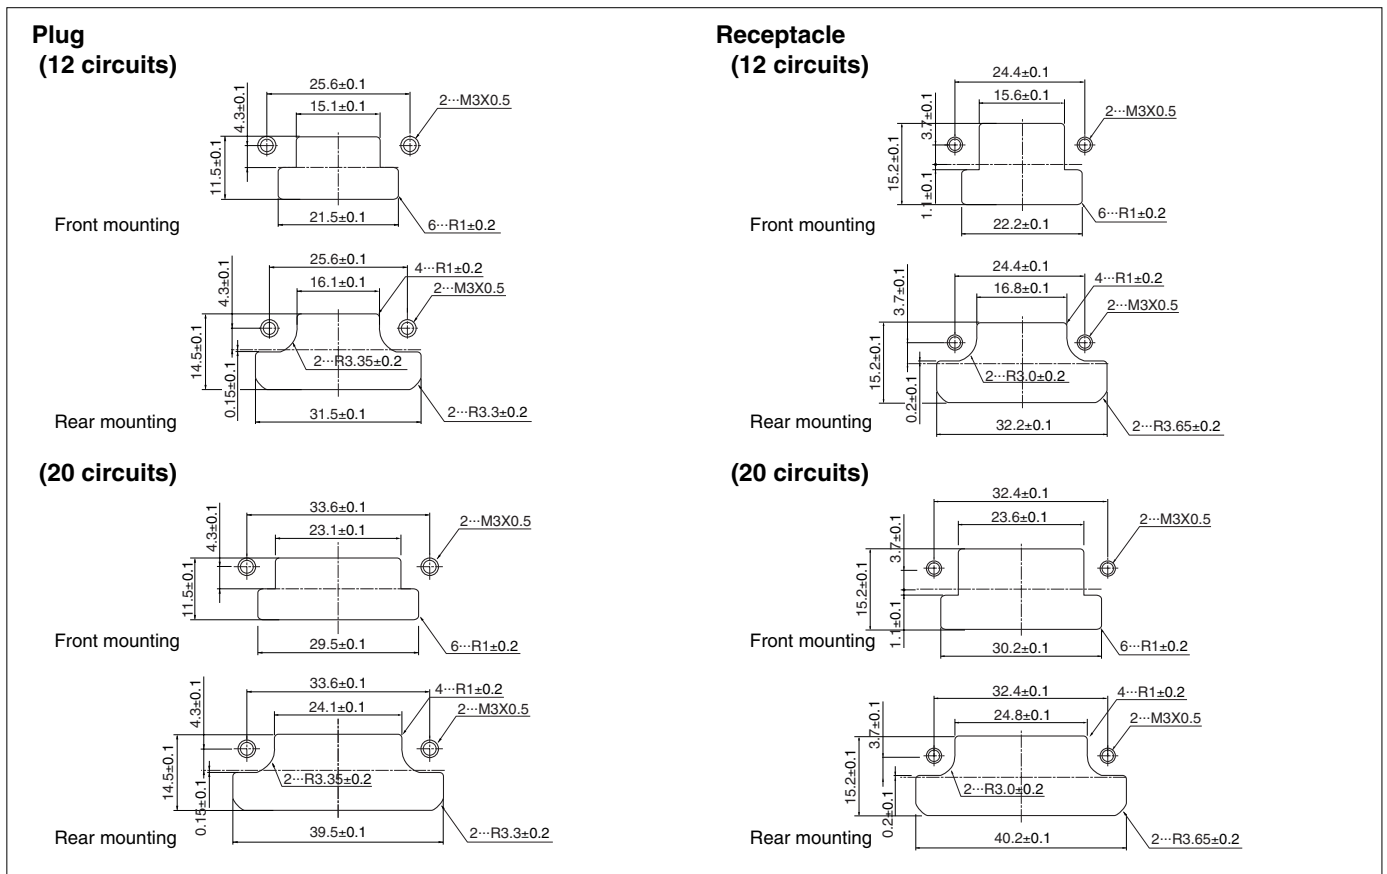 Plug
(12 circuits)
25.6±0.1
15.1±0.1
2···M3X0.5
4.3±0.1
11.5±0.1
Front mounting
21.5±0.1
6···R1±0.2
25.6±0.1
16.1±0.1
4···R1±0.2
2···M3X0.5
4.3±0.1
14.5±0.1
0.15±0.1
2···R3.35±0.2
Rear mounting
31.5±0.1
2···R3.3±0.2
(20 circuits)
33.6±0.1
23.1±0.1
2···M3X0.5
4.3±0.1
11.5±0.1
Front mounting
29.5±0.1
6···R1±0.2
33.6±0.1
24.1±0.1
4···R1±0.2
2···M3X0.5
4.3±0.1
14.5±0.1
0.15±0.1
2···R3.35±0.2
Rear mounting
39.5±0.1
2···R3.3±0.2
Receptacle
(12 circuits)
24.4±0.1
15.6±0.1
2···M3X0.5
3.7±0.1
15.2±0.1
1.1±0.1
Front mounting
22.2±0.1
6···R1±0.2
24.4±0.1
16.8±0.1
4···R1±0.2
2···M3X0.5
3.7±0.1
15.2±0.1
0.2±0.1
2···R3.0±0.2
Rear mounting
32.2±0.1
2···R3.65±0.2
(20 circuits)
32.4±0.1
23.6±0.1
2···M3X0.5
3.7±0.1
15.2±0.1
1.1±0.1
Front mounting
30.2±0.1
6···R1±0.2
32.4±0.1
24.8±0.1
4···R1±0.2
2···M3X0.5
3.7±0.1
15.2±0.1
0.2±0.1
2···R3.0±0.2
Rear mounting
40.2±0.1
2···R3.65±0.2